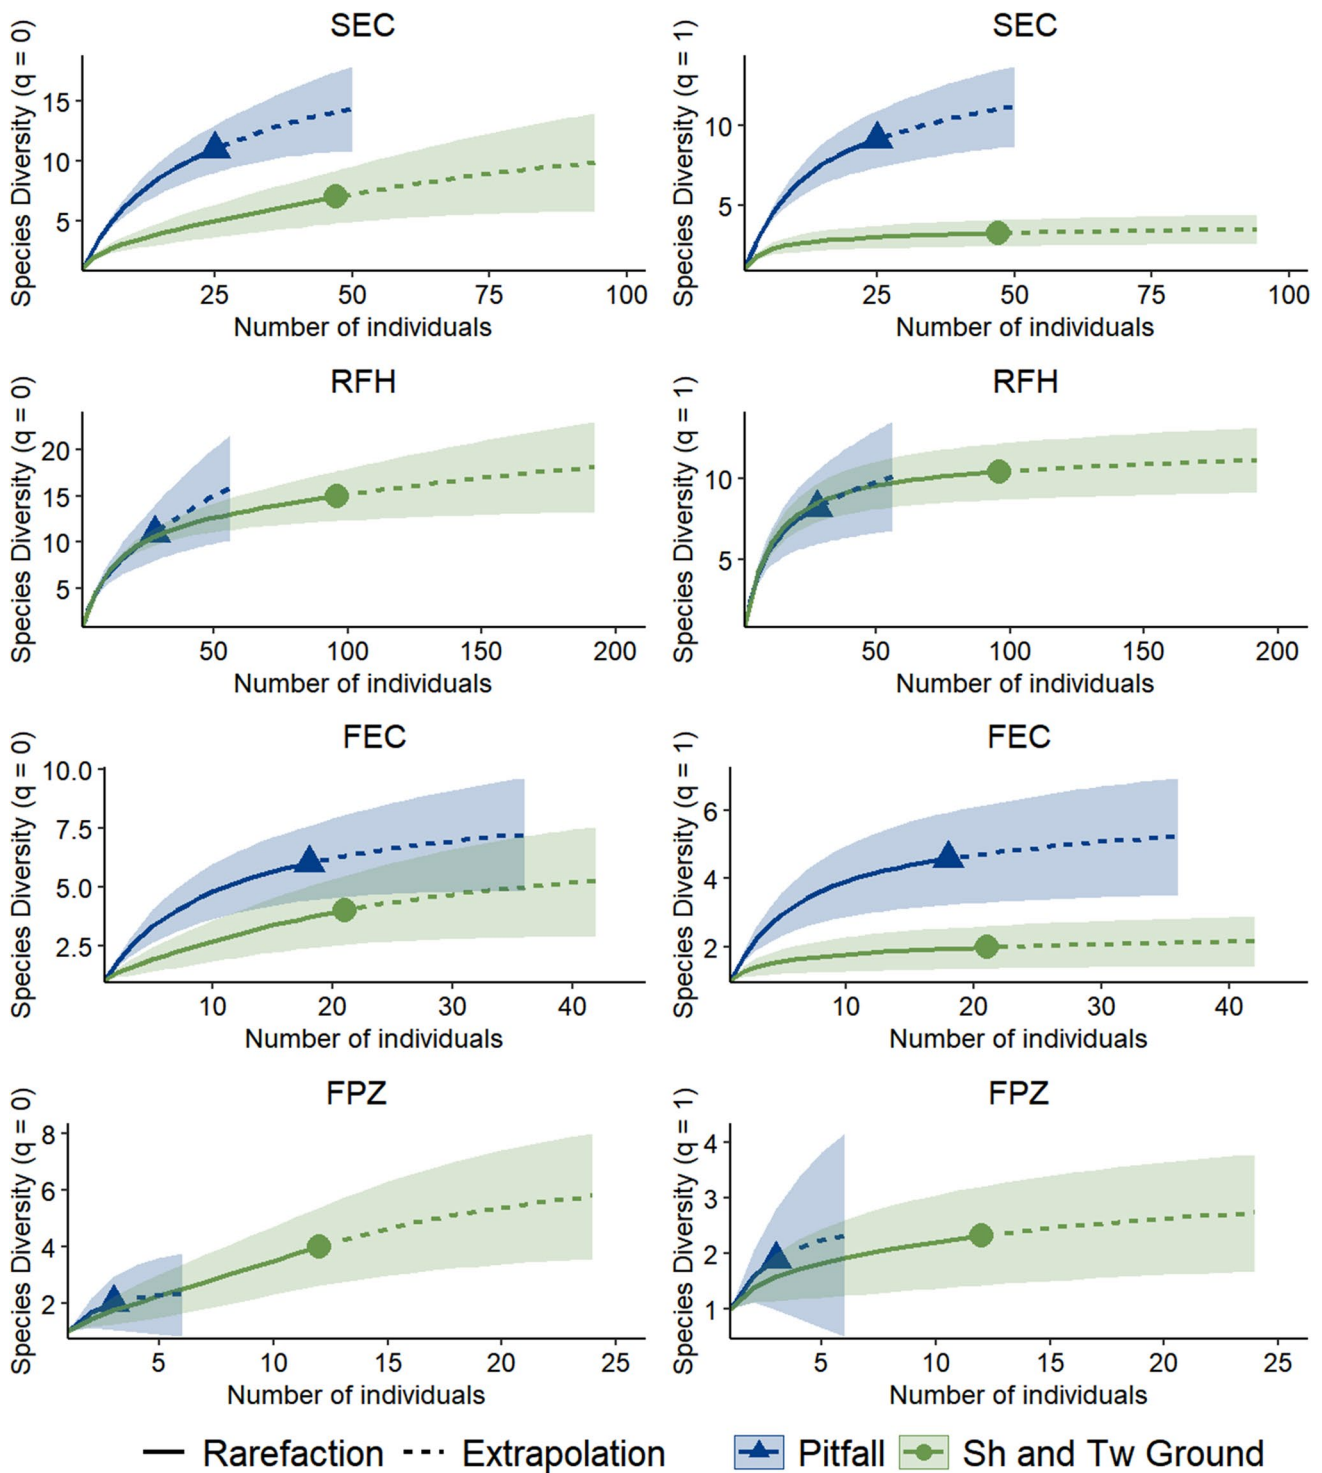 SEC
Species Diversity (q = 0)
15
10
5
25 50 75 100
Number of individuals
SEC
Species Diversity (q = 1)
10
5
25 50 75 100
Number of individuals
RFH
Species Diversity (q = 0)
20
15
10
5
50 100 150 200
Number of individuals
RFH
Species Diversity (q = 1)
10
5
50 100 150 200
Number of individuals
FEC
Species Diversity (q = 0)
10.0
7.5
5.0
2.5
10 20 30 40
Number of individuals
FEC
Species Diversity (q = 1)
6
4
2
10 20 30 40
Number of individuals
FPZ
Species Diversity (q = 0)
8
6
4
2
5 10 15 20 25
Number of individuals
FPZ
Species Diversity (q = 1)
4
3
2
1
5 10 15 20 25
Number of individuals
Rarefaction Extrapolation Pitfall Sh and Tw Ground